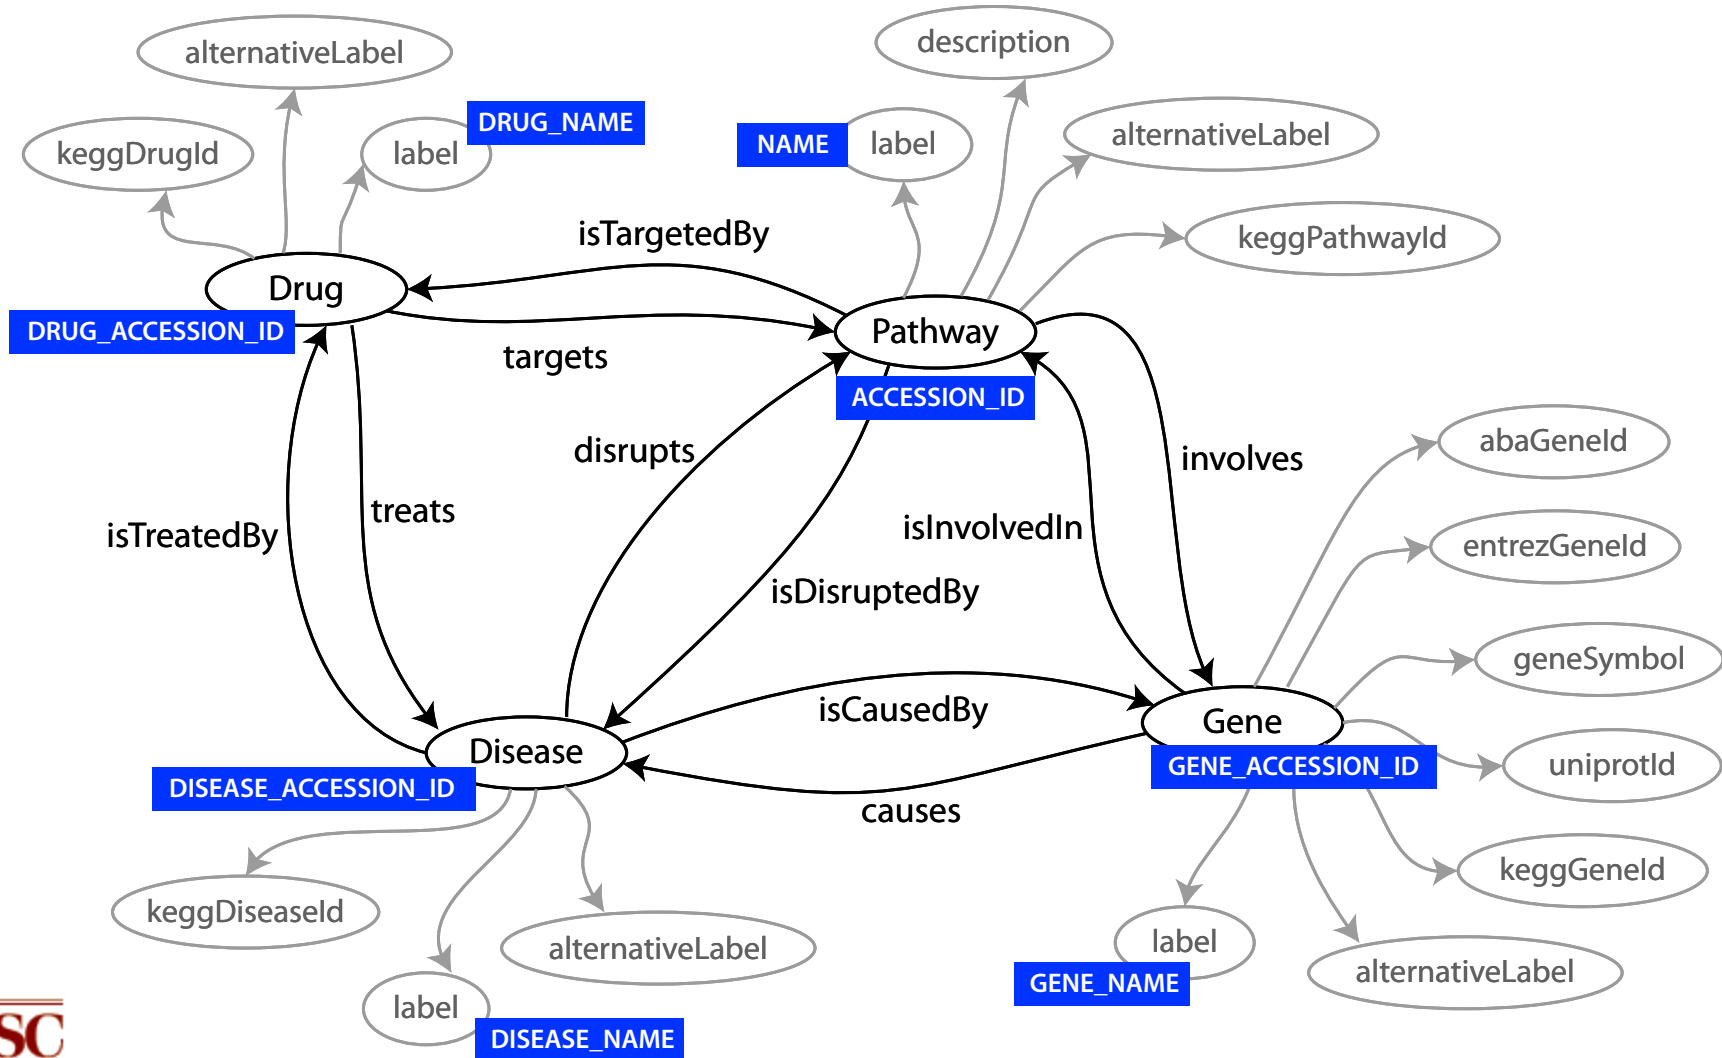 alternativeLabel
description
DRUG_NAME
label
keggDrugId
NAME
label
alternativeLabel
isTargetedBy
keggPathwayId
Drug
DRUG_ACCESSION_ID
targets
Pathway
ACCESSION_ID
disrupts
involves
abaGeneId
isTreatedBy
treats
isInvolvedIn
entrezGeneId
isDisruptedBy
geneSymbol
isCausedBy
Gene
GENE_ACCESSION_ID
uniprotId
Disease
DISEASE_ACCESSION_ID
causes
keggGeneId
keggDiseaseId
alternativeLabel
label
GENE_NAME
alternativeLabel
label
DISEASE_NAME
SC